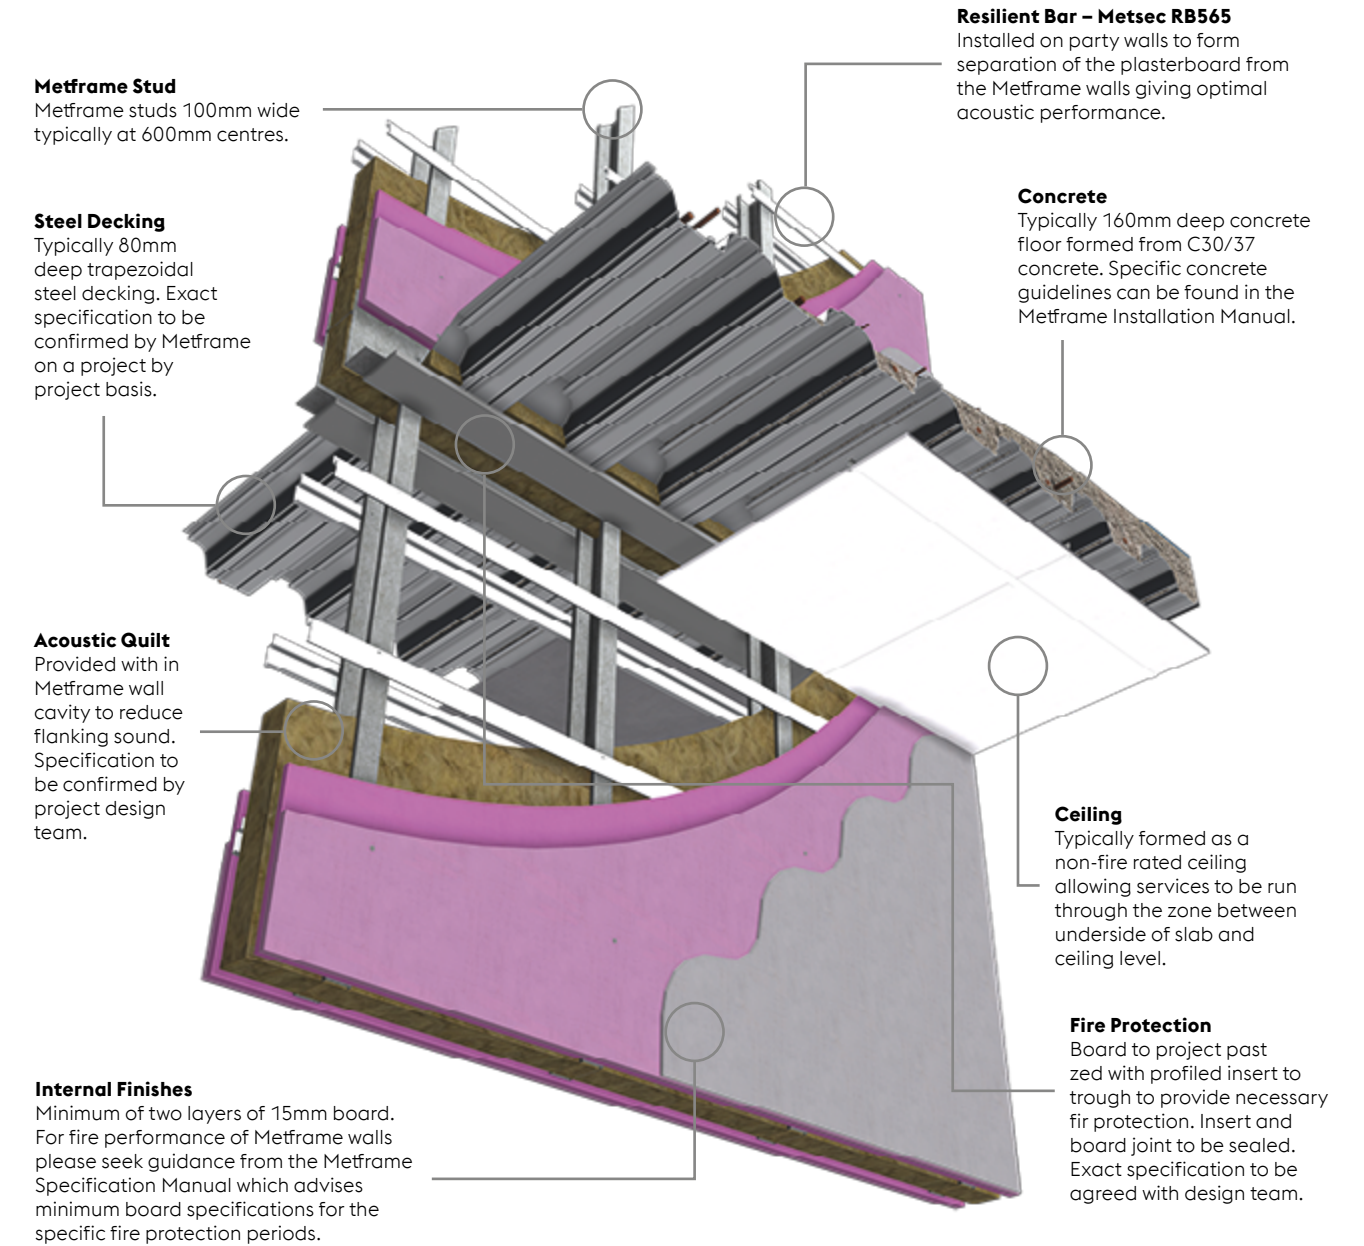 Resilient Bar – Metsec RB565
Installed on party walls to form
separation of the plasterboard from
the Metframe walls giving optimal
acoustic performance.
Metframe Stud
Metframe studs 100mm wide
typically at 600mm centres.
Concrete
Typically 160mm deep concrete
floor formed from C30/37
concrete. Specific concrete
guidelines can be found in the
Metframe Installation Manual.
Steel Decking
Typically 80mm
deep trapezoidal
steel decking. Exact
specification to be
confirmed by Metframe
on a project by
project basis.
Acoustic Quilt
Provided with in
Metframe wall
cavity to reduce
flanking sound.
Specification to
be confirmed by
project design
team.
Ceiling
Typically formed as a
non-fire rated ceiling
allowing services to be run
through the zone between
underside of slab and
ceiling level.
Fire Protection
Board to project past
zed with profiled insert to
trough to provide necessary
fir protection. Insert and
board joint to be sealed.
Exact specification to be
agreed with design team.
Internal Finishes
Minimum of two layers of 15mm board.
For fire performance of Metframe walls
please seek guidance from the Metframe
Specification Manual which advises
minimum board specifications for the
specific fire protection periods.